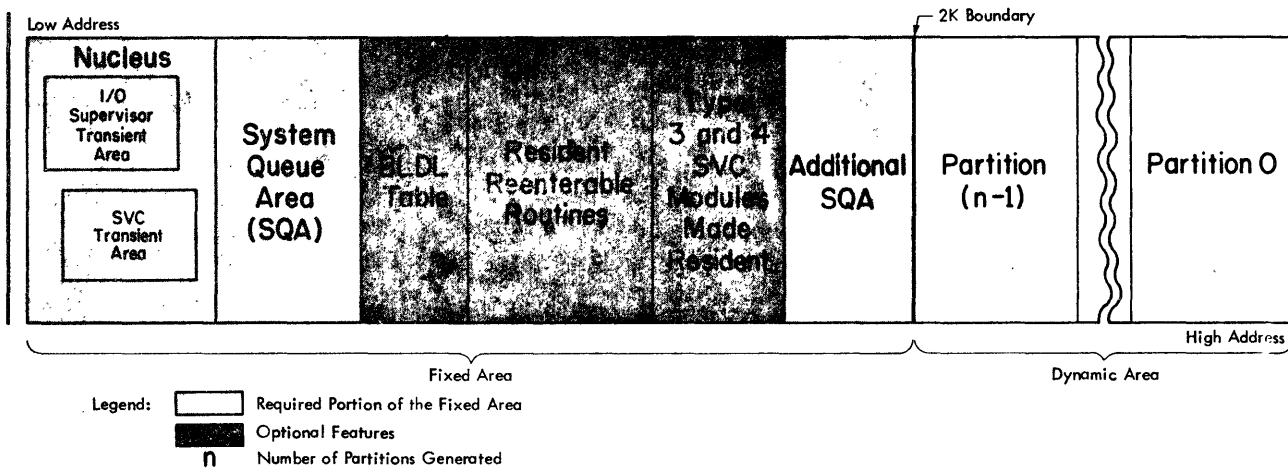 Low Address
2K Boundary
Nucleus
I/O
Supervisor
Transient
Area
SVC
Transient
Area
System
Queue
Area
(SQA)
BLDL
Table
Resident
Reenterable
Routines
Type
3 and 4
SVC
Modules
Made
Resident
Additional
SQA
Partition
(n-1)
Partition 0
High Address
Fixed Area
Dynamic Area
Legend:
Required Portion of the Fixed Area
Optional Features
n Number of Partitions Generated